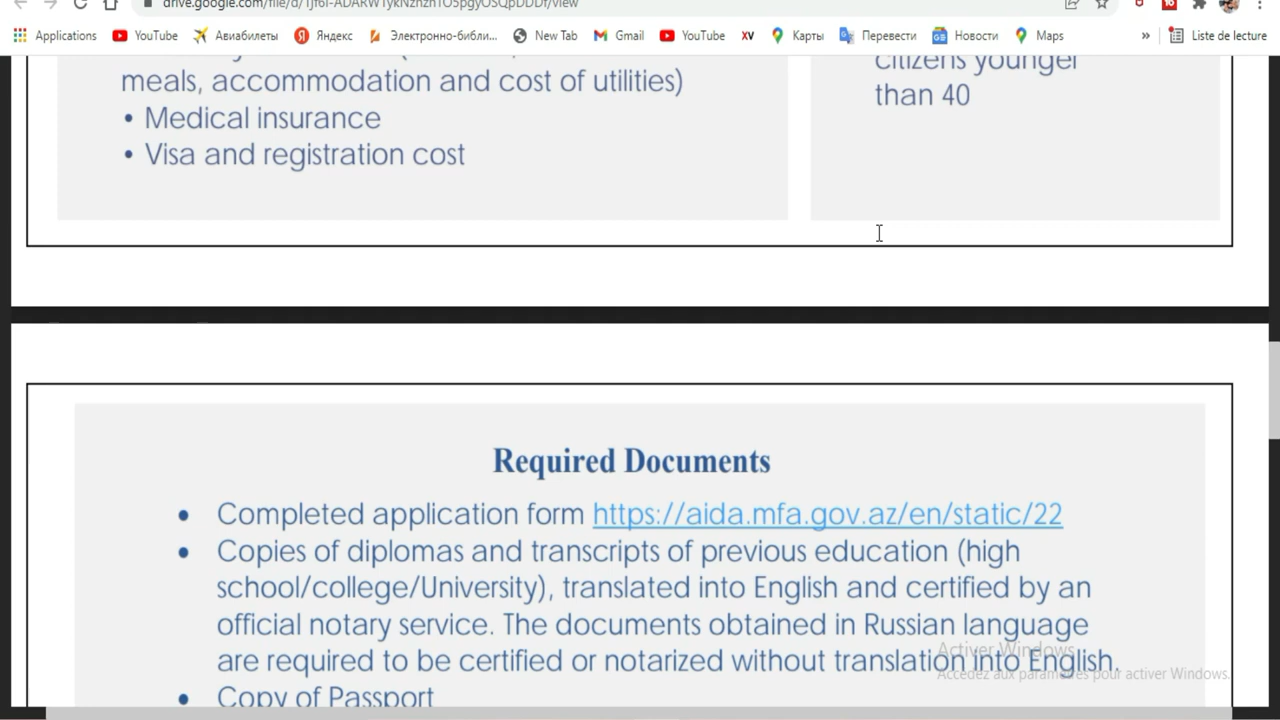 drive.google.com/file/d/
Applications YouTube Авиабилеты Яндекс Электронно-библи... New Tab Gmail YouTube XV Карты Перевести Новости Maps » Liste de lecture
meals, accommodation and cost of utilities)
• Medical insurance
• Visa and registration cost
citizens younger
than 40
Required Documents
• Completed application form https://aida.mfa.gov.az/en/static/22
• Copies of diplomas and transcripts of previous education (high
school/college/University), translated into English and certified by an
official notary service. The documents obtained in Russian language
are required to be certified or notarized without translation into English.
• Copy of Passport
Activer Windows
Accédez aux paramètres pour activer Windows.